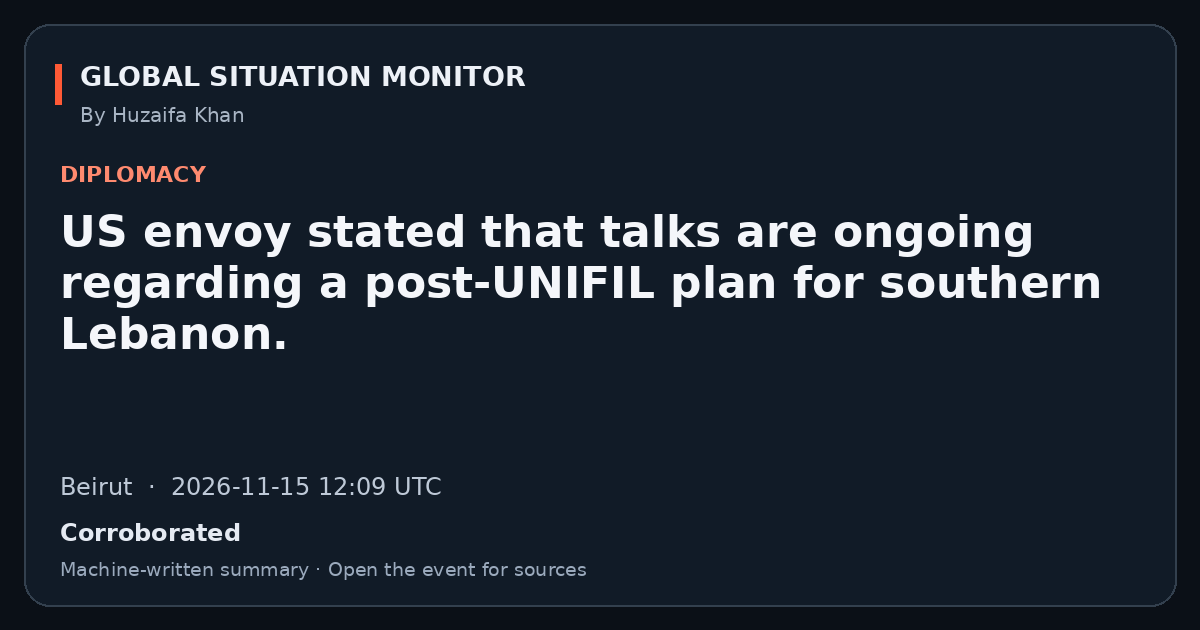 GLOBAL SITUATION MONITOR
By Huzaifa Khan
DIPLOMACY
US envoy stated that talks are ongoing
regarding a post-UNIFIL plan for southern
Lebanon.
Beirut · 2026-11-15 12:09 UTC
Corroborated
Machine-written summary · Open the event for sources